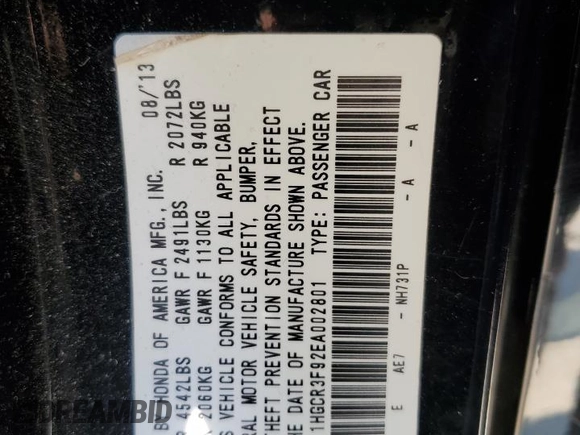 HONDA OF AMERICA MFG., INC. 08/'13
4542LBS GAWR F 2491LBS R 2072LBS
2060KG GAWR F 1130KG R 940KG
VEHICLE CONFORMS TO ALL APPLICABLE
MOTOR VEHICLE SAFETY, BUMPER,
THEFT PREVENTION STANDARDS IN EFFECT
THE DATE OF MANUFACTURE SHOWN ABOVE.
1HGCR3F92EA002801 TYPE: PASSENGER CAR
E AE7 - NH731P - A - A
DREAMBID